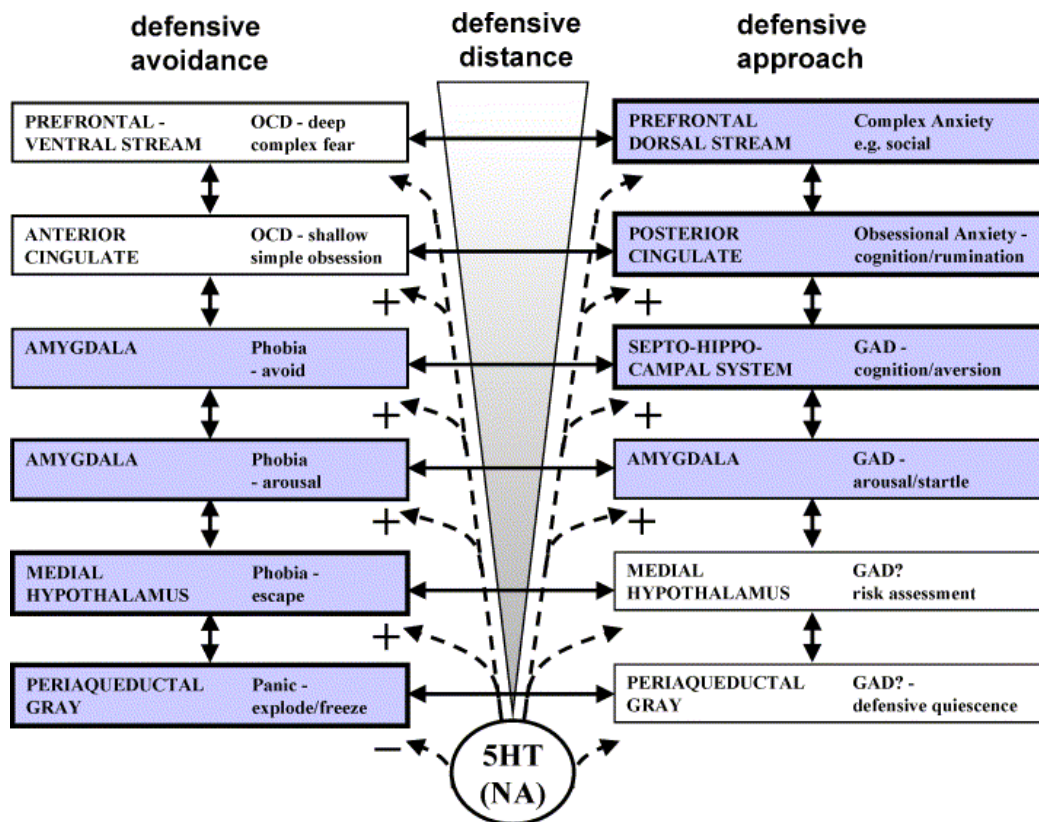 defensive
avoidance
defensive
distance
defensive
approach
PREFRONTAL -
VENTRAL STREAM
OCD - deep
complex fear
PREFRONTAL
DORSAL STREAM
Complex Anxiety
e.g. social
ANTERIOR
CINGULATE
OCD - shallow
simple obsession
POSTERIOR
CINGULATE
Obsessional Anxiety -
cognition/rumination
+
+
AMYGDALA
Phobia
- avoid
SEPTO-HIPPO-
CAMPAL SYSTEM
GAD -
cognition/aversion
+
+
AMYGDALA
Phobia
- arousal
AMYGDALA
GAD -
arousal/startle
+
+
MEDIAL
HYPOTHALAMUS
Phobia -
escape
MEDIAL
HYPOTHALAMUS
GAD?
risk assessment
+
PERIAQUEDUCTAL
GRAY
Panic -
explode/freeze
PERIAQUEDUCTAL
GRAY
GAD? -
defensive quiescence
–
5HT
(NA)